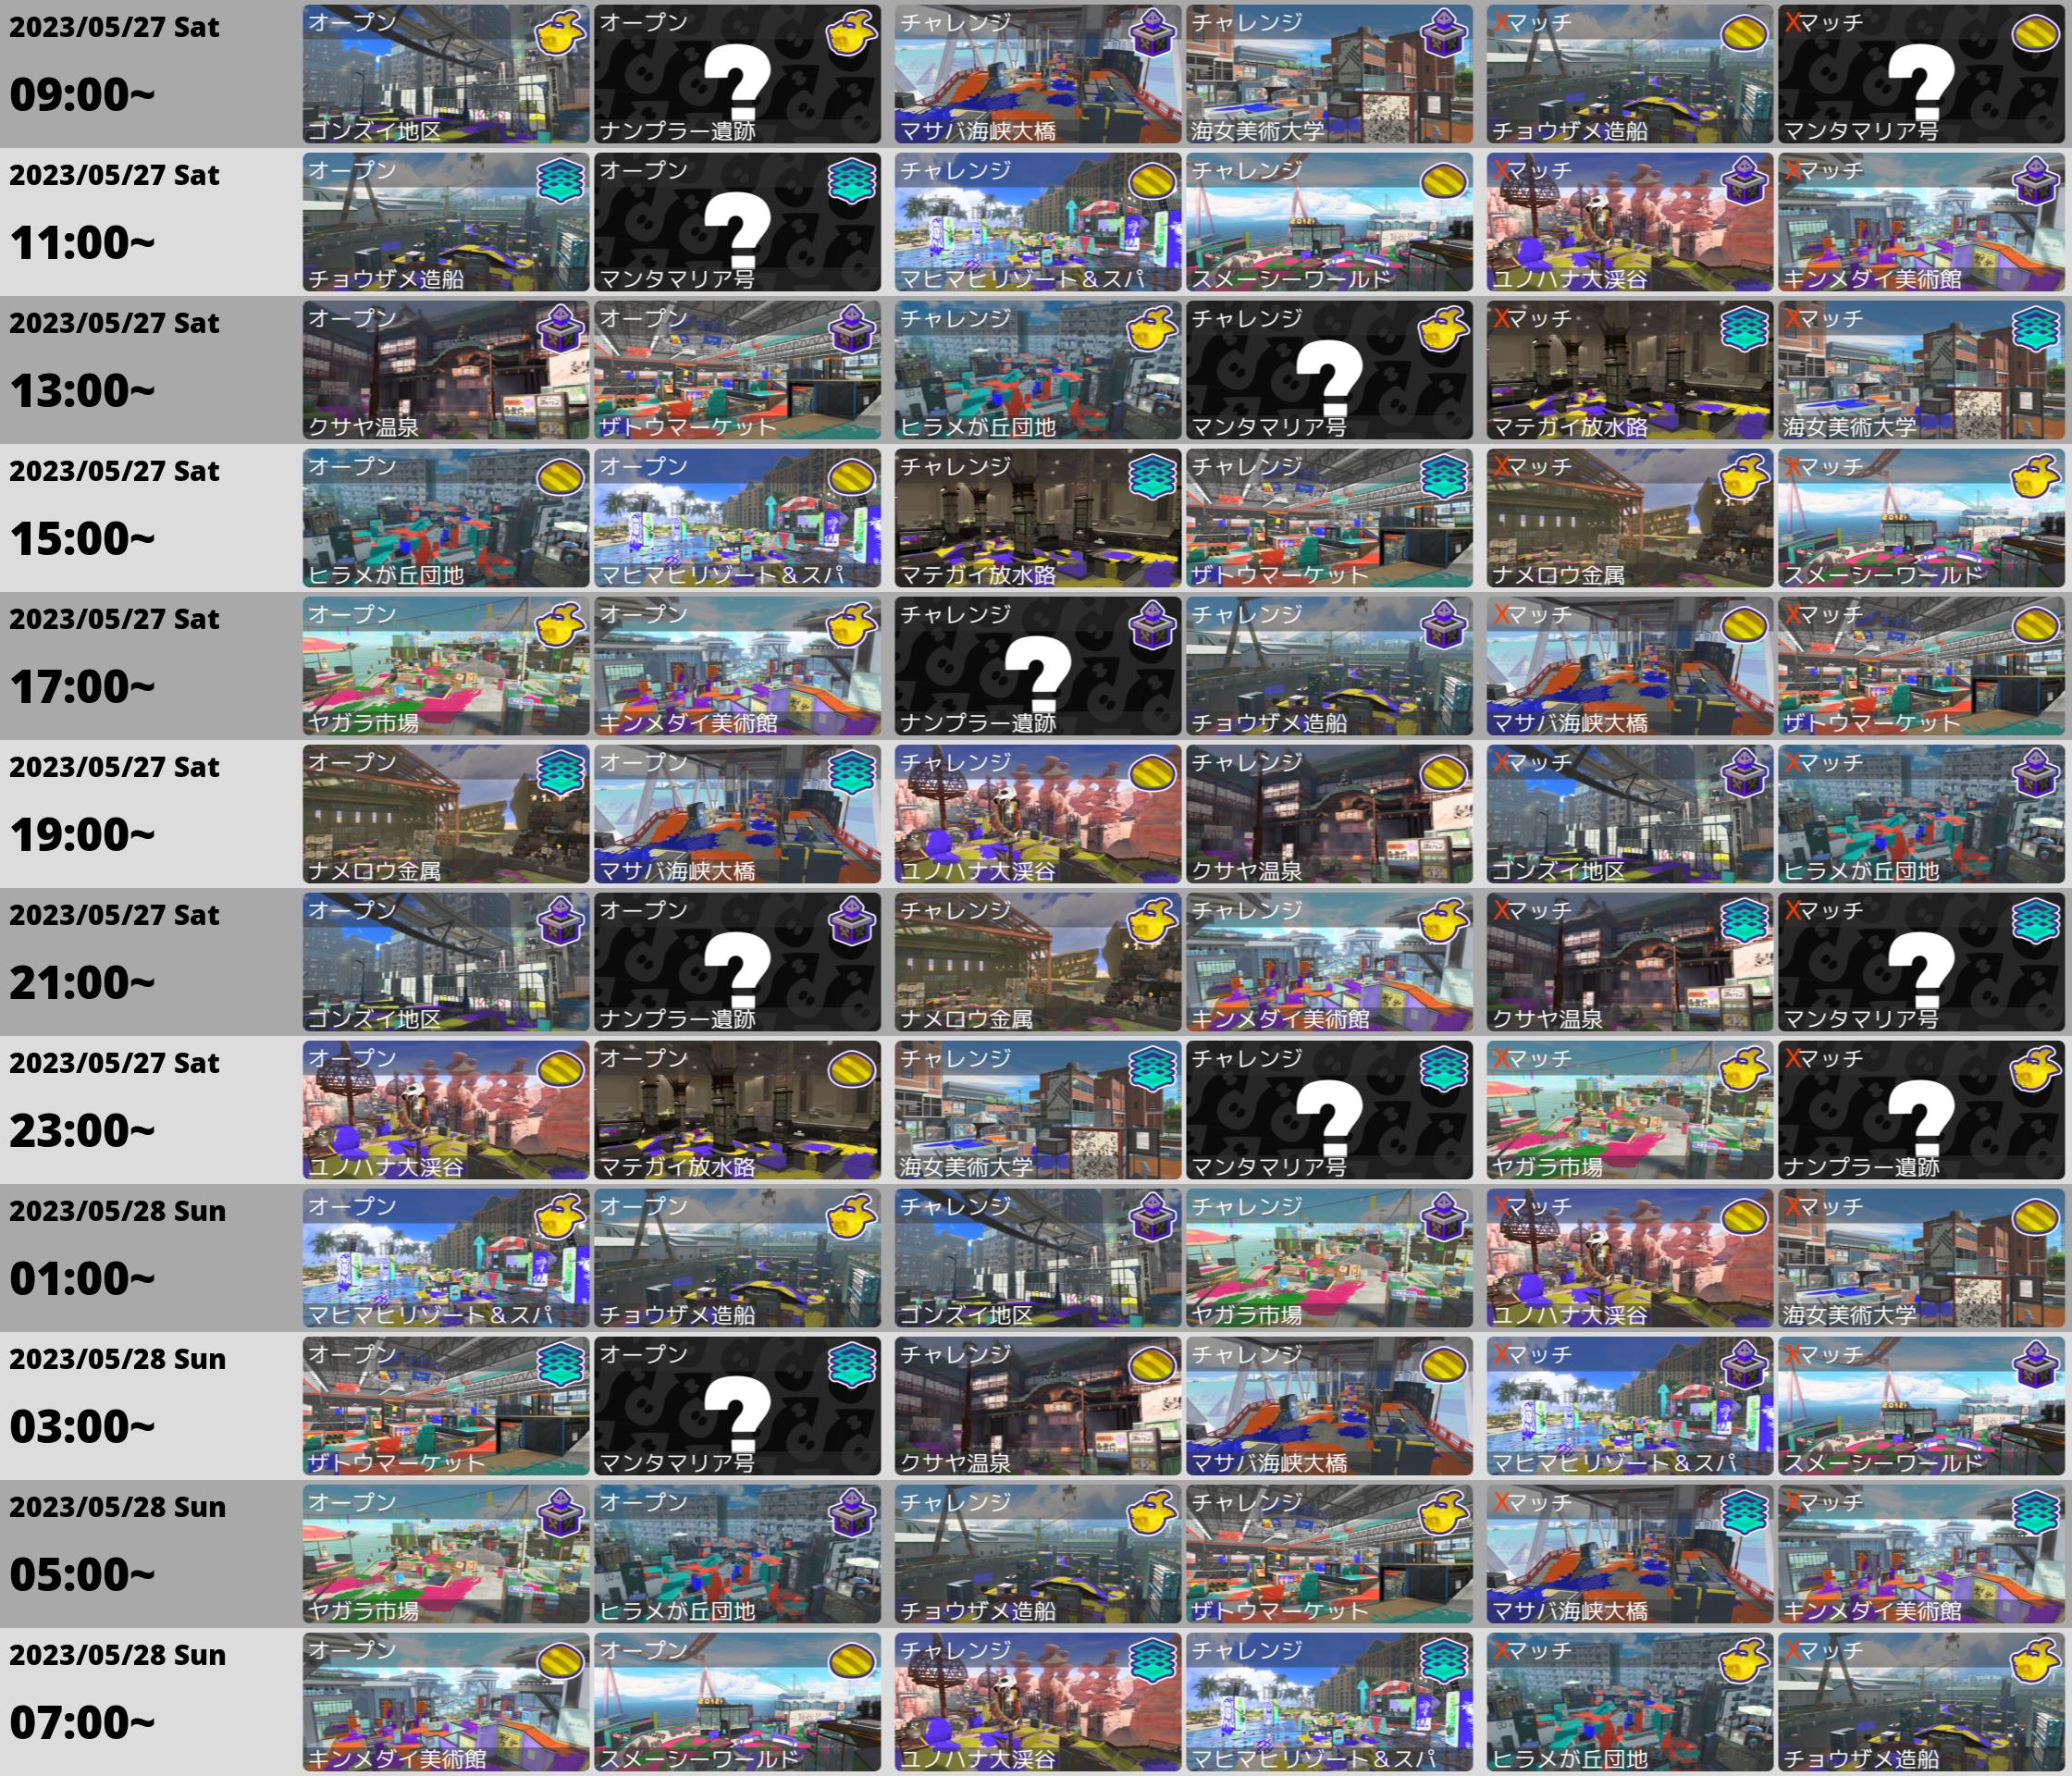 2023/05/27 Sat
09:00~
オープン オープン チャレンジ チャレンジ Xマッチ Xマッチ
ゴンズイ地区 ナンプラー遺跡 マサバ海峡大橋 海女美術大学 チョウザメ造船 マンタマリア号
2023/05/27 Sat
11:00~
オープン オープン チャレンジ チャレンジ Xマッチ Xマッチ
チョウザメ造船 マンタマリア号 マヒマヒリゾート＆スパ スメーシーワールド ユノハナ大渓谷 キンメダイ美術館
2023/05/27 Sat
13:00~
オープン オープン チャレンジ チャレンジ Xマッチ Xマッチ
クサヤ温泉 ザトウマーケット ヒラメが丘団地 マンタマリア号 マテガイ放水路 海女美術大学
2023/05/27 Sat
15:00~
オープン オープン チャレンジ チャレンジ Xマッチ Xマッチ
ヒラメが丘団地 マヒマヒリゾート＆スパ マテガイ放水路 ザトウマーケット ナメロウ金属 スメーシーワールド
2023/05/27 Sat
17:00~
オープン オープン チャレンジ チャレンジ Xマッチ Xマッチ
ヤガラ市場 キンメダイ美術館 ナンプラー遺跡 チョウザメ造船 マサバ海峡大橋 ザトウマーケット
2023/05/27 Sat
19:00~
オープン オープン チャレンジ チャレンジ Xマッチ Xマッチ
ナメロウ金属 マサバ海峡大橋 ユノハナ大渓谷 クサヤ温泉 ゴンズイ地区 ヒラメが丘団地
2023/05/27 Sat
21:00~
オープン オープン チャレンジ チャレンジ Xマッチ Xマッチ
ゴンズイ地区 ナンプラー遺跡 ナメロウ金属 キンメダイ美術館 クサヤ温泉 マンタマリア号
2023/05/27 Sat
23:00~
オープン オープン チャレンジ チャレンジ Xマッチ Xマッチ
ユノハナ大渓谷 マテガイ放水路 海女美術大学 マンタマリア号 ヤガラ市場 ナンプラー遺跡
2023/05/28 Sun
01:00~
オープン オープン チャレンジ チャレンジ Xマッチ Xマッチ
マヒマヒリゾート＆スパ チョウザメ造船 ゴンズイ地区 ヤガラ市場 ユノハナ大渓谷 海女美術大学
2023/05/28 Sun
03:00~
オープン オープン チャレンジ チャレンジ Xマッチ Xマッチ
ザトウマーケット マンタマリア号 クサヤ温泉 マサバ海峡大橋 マヒマヒリゾート＆スパ スメーシーワールド
2023/05/28 Sun
05:00~
オープン オープン チャレンジ チャレンジ Xマッチ Xマッチ
ヤガラ市場 ヒラメが丘団地 チョウザメ造船 ザトウマーケット マサバ海峡大橋 キンメダイ美術館
2023/05/28 Sun
07:00~
オープン オープン チャレンジ チャレンジ Xマッチ Xマッチ
キンメダイ美術館 スメーシーワールド ユノハナ大渓谷 マヒマヒリゾート＆スパ ヒラメが丘団地 チョウザメ造船